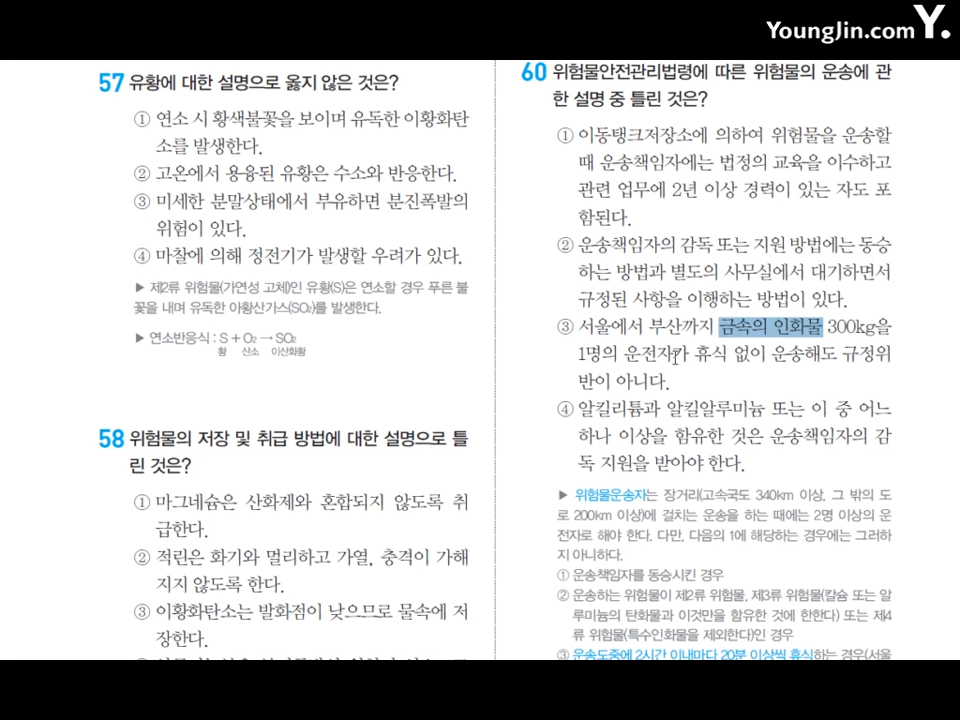 YoungJin.com Y.
57 유황에 대한 설명으로 옳지 않은 것은?
① 연소 시 황색불꽃을 보이며 유독한 이황화탄
소를 발생한다.
② 고온에서 용융된 유황은 수소와 반응한다.
③ 미세한 분말상태에서 부유하면 분진폭발의
위험이 있다.
④ 마찰에 의해 정전기가 발생할 우려가 있다.
▶ 제2류 위험물(가연성 고체)인 유황(S)은 연소할 경우 푸른 불
꽃을 내며 유독한 아황산가스(SO₂)를 발생한다.
▶ 연소반응식 : S + O₂ → SO₂
황 산소 이산화황
58 위험물의 저장 및 취급 방법에 대한 설명으로 틀
린 것은?
① 마그네슘은 산화제와 혼합되지 않도록 취
급한다.
② 적린은 화기와 멀리하고 가열, 충격이 가해
지지 않도록 한다.
③ 이황화탄소는 발화점이 낮으므로 물속에 저
장한다.
60 위험물안전관리법령에 따른 위험물의 운송에 관
한 설명 중 틀린 것은?
① 이동탱크저장소에 의하여 위험물을 운송할
때 운송책임자에는 법정의 교육을 이수하고
관련 업무에 2년 이상 경력이 있는 자도 포
함된다.
② 운송책임자의 감독 또는 지원 방법에는 동승
하는 방법과 별도의 사무실에서 대기하면서
규정된 사항을 이행하는 방법이 있다.
③ 서울에서 부산까지 금속의 인화물 300kg을
1명의 운전자가 휴식 없이 운송해도 규정위
반이 아니다.
④ 알킬리튬과 알킬알루미늄 또는 이 중 어느
하나 이상을 함유한 것은 운송책임자의 감
독 지원을 받아야 한다.
▶ 위험물운송자는 장거리(고속국도 340km 이상, 그 밖의 도
로 200km 이상)에 걸치는 운송을 하는 때에는 2명 이상의 운
전자로 해야 한다. 다만, 다음의 1에 해당하는 경우에는 그러하
지 아니하다.
① 운송책임자를 동승시킨 경우
② 운송하는 위험물이 제2류 위험물, 제3류 위험물(칼슘 또는 알
루미늄의 탄화물과 이것만을 함유한 것에 한한다) 또는 제4
류 위험물(특수인화물을 제외한다)인 경우
③ 운송도중에 2시간 이내마다 20분 이상씩 휴식하는 경우(서울